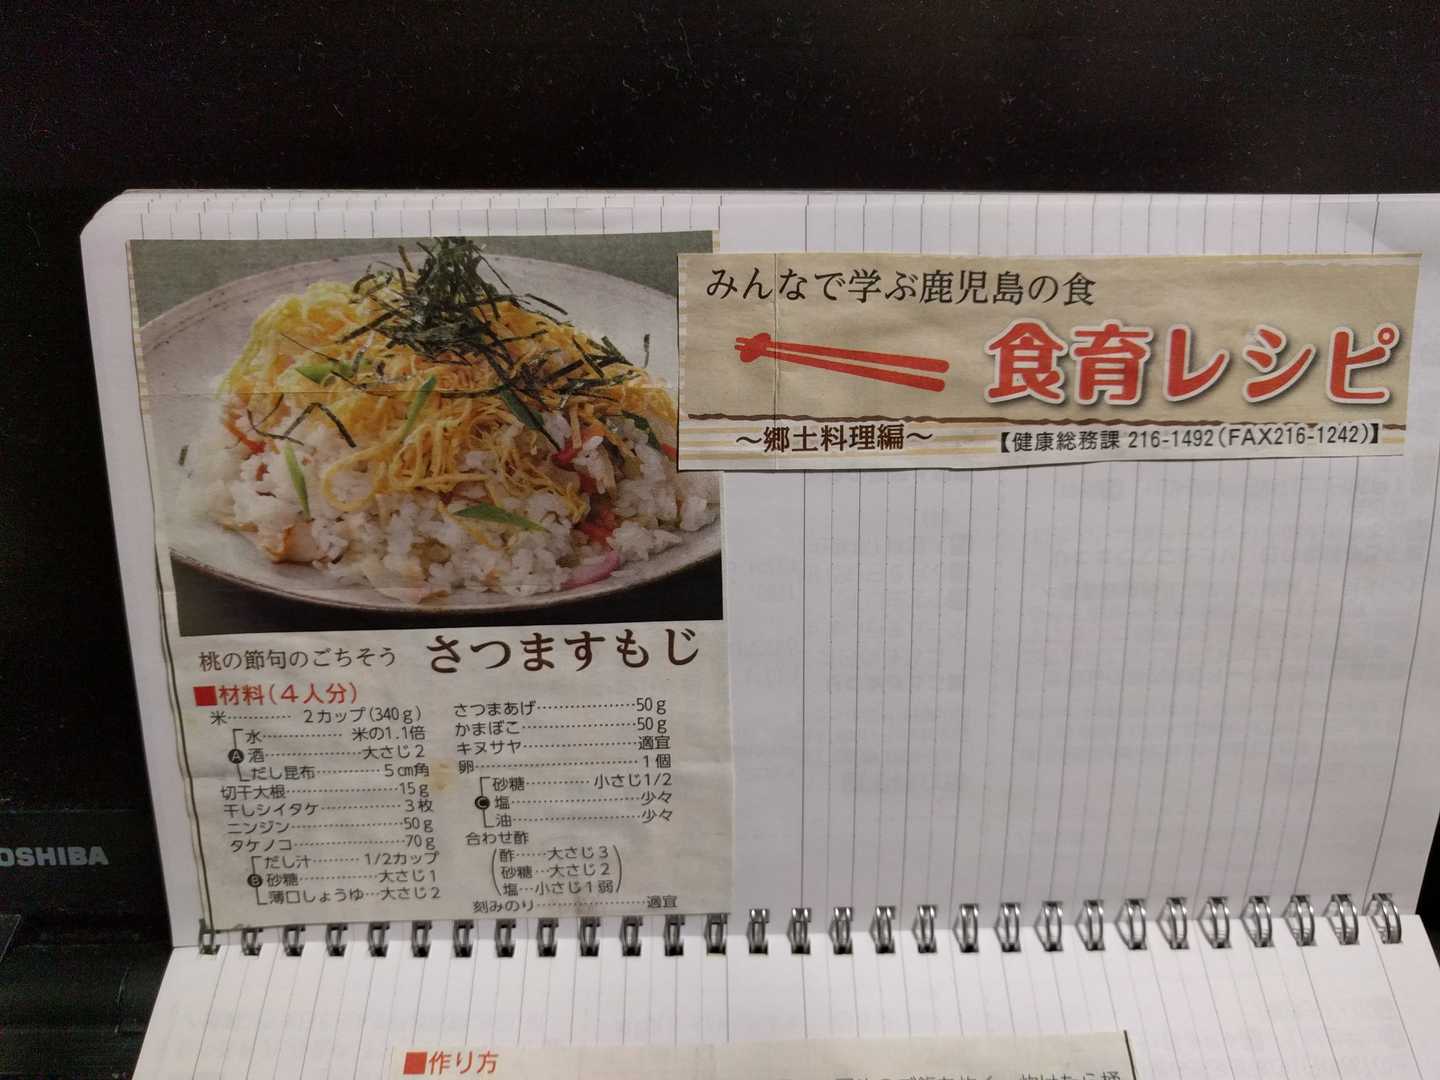 みんなで学ぶ鹿児島の食
食育レシピ
～郷土料理編～
【健康総務課 216-1492(FAX216-1242)】
桃の節句のごちそう さつますもじ
■材料(4人分)
米………… 2カップ(340g)
水…………… 米の1.1倍
Ⓐ酒………………大さじ2
だし昆布…………5㎝角
切干大根…………………15g
干しシイタケ……………3枚
ニンジン…………………50g
タケノコ…………………70g
だし汁………1/2カップ
Ⓑ砂糖……………大さじ1
薄口しょうゆ…大さじ2
さつまあげ………………50g
かまぼこ…………………50g
キヌサヤ…………………適宜
卵…………………………1個
砂糖…………小さじ1/2
Ⓒ塩……………………少々
油……………………少々
合わせ酢
酢……大さじ3
砂糖…大さじ2
塩…小さじ1弱
刻みのり…………………適宜
OSHIBA
■作り方